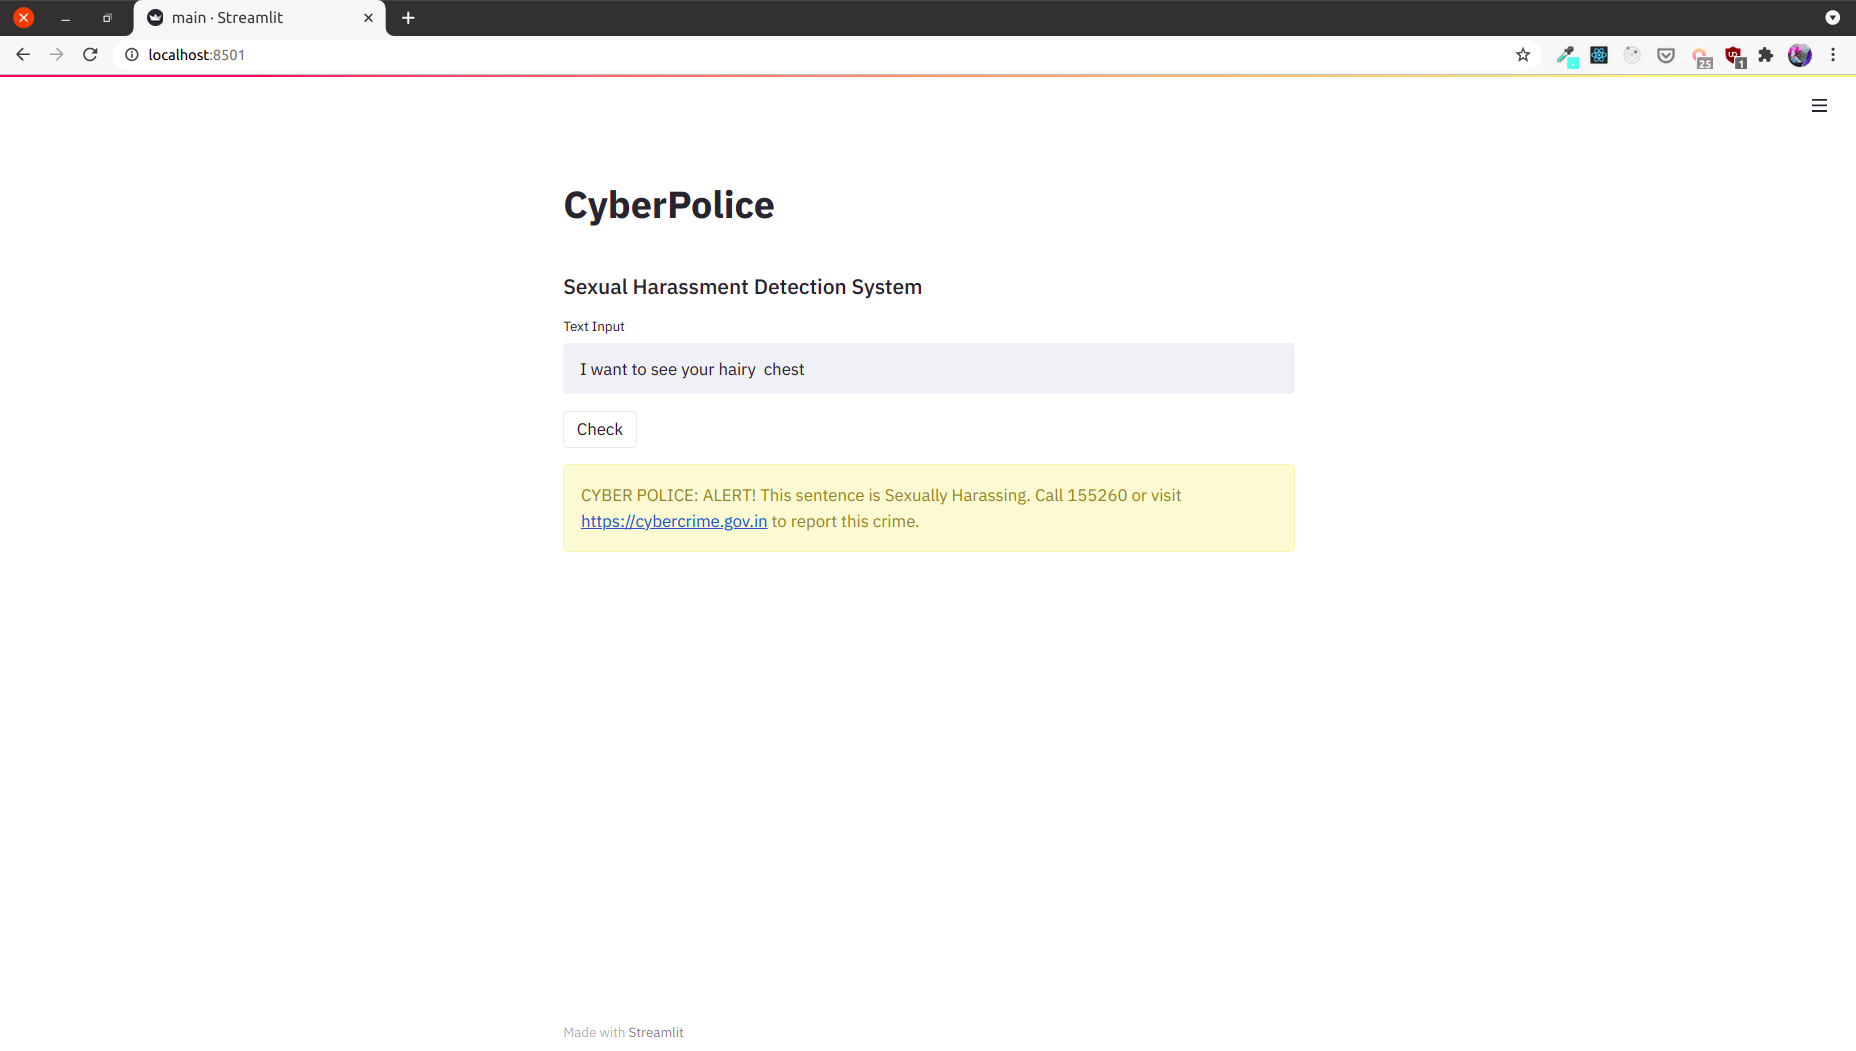 main · Streamlit
localhost:8501
25
1
CyberPolice
Sexual Harassment Detection System
Text Input
I want to see your hairy  chest
Check
CYBER POLICE: ALERT! This sentence is Sexually Harassing. Call 155260 or visit
https://cybercrime.gov.in to report this crime.
Made with Streamlit